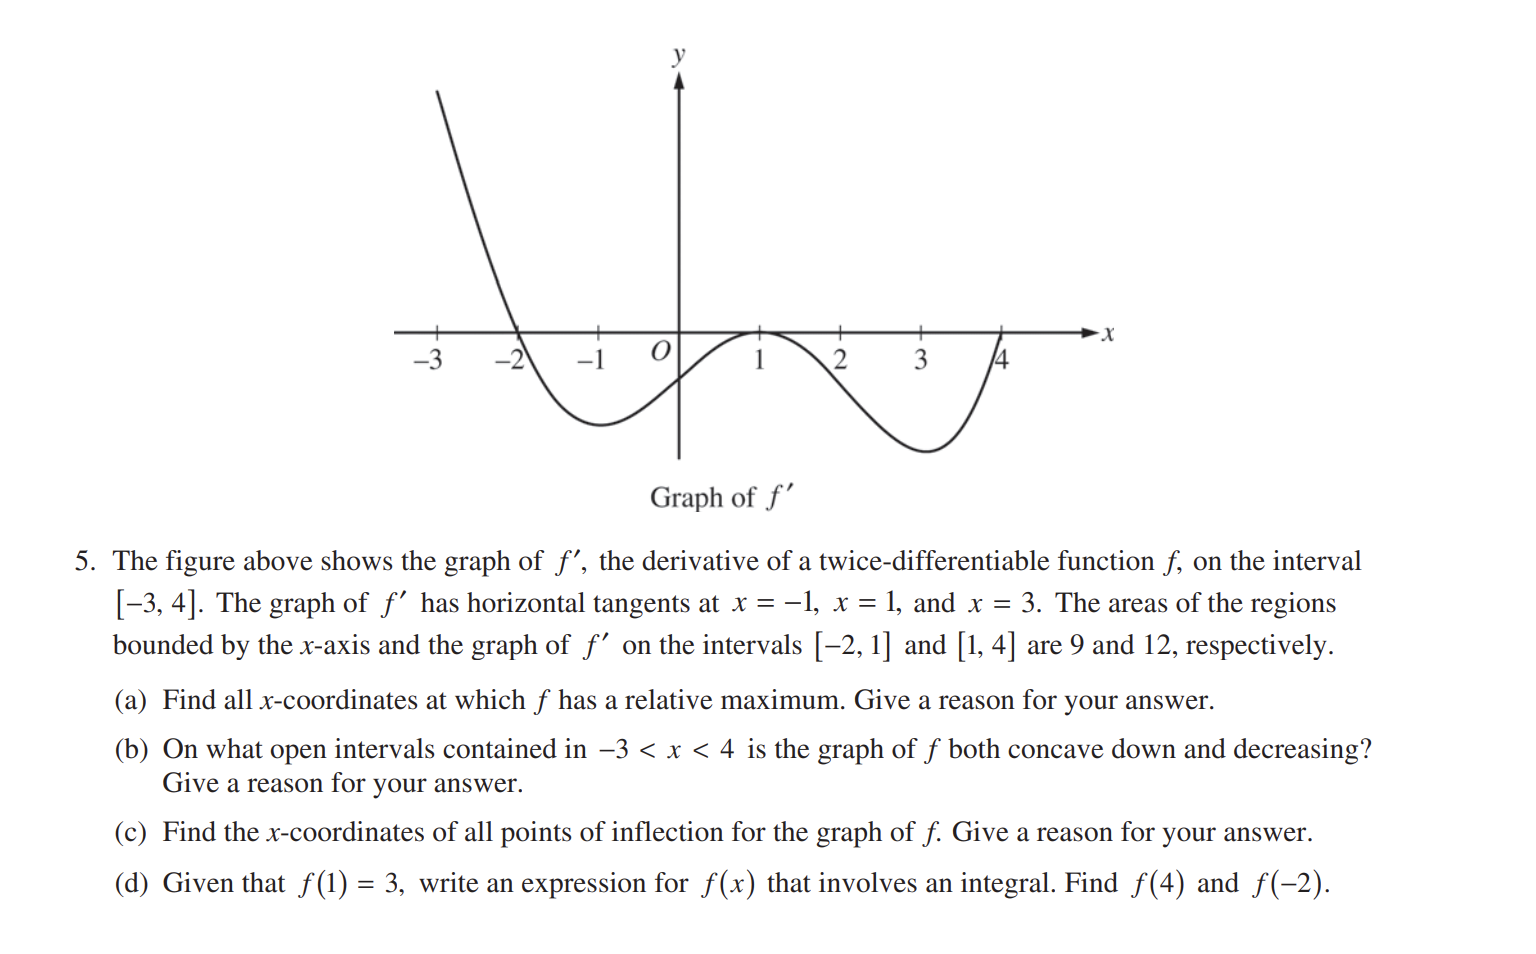 y
x
−3
−2
−1
O
1
2
3
4
Graph of f′
5. The figure above shows the graph of f′, the derivative of a twice-differentiable function f, on the interval
[−3, 4]. The graph of f′ has horizontal tangents at x = −1, x = 1, and x = 3. The areas of the regions
bounded by the x-axis and the graph of f′ on the intervals [−2, 1] and [1, 4] are 9 and 12, respectively.
(a) Find all x-coordinates at which f has a relative maximum. Give a reason for your answer.
(b) On what open intervals contained in −3 < x < 4 is the graph of f both concave down and decreasing?
Give a reason for your answer.
(c) Find the x-coordinates of all points of inflection for the graph of f. Give a reason for your answer.
(d) Given that f(1) = 3, write an expression for f(x) that involves an integral. Find f(4) and f(−2).